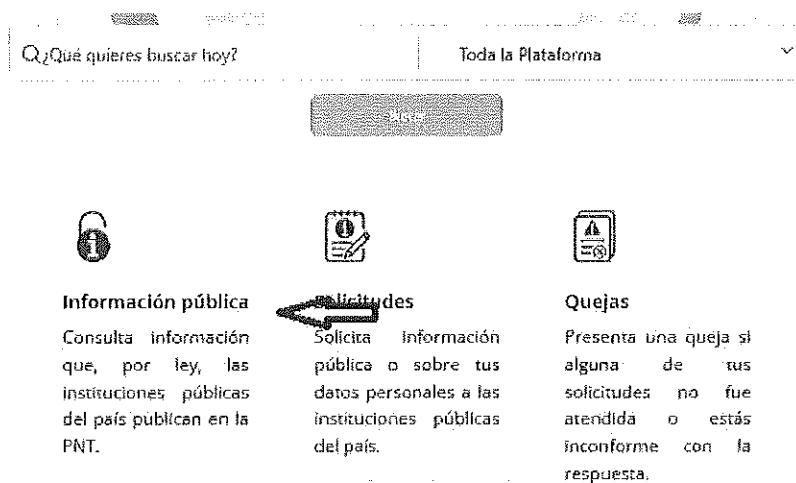 ¿Qué quieres buscar hoy?
Toda la Plataforma
Información pública
Consulta información
que, por ley, las
instituciones públicas
del país publican en la
PNT.
Solicitudes
Solicita información
pública o sobre tus
datos personales a las
instituciones públicas
del país.
Quejas
Presenta una queja si
alguna de tus
solicitudes no fue
atendida o estás
inconforme con la
respuesta.